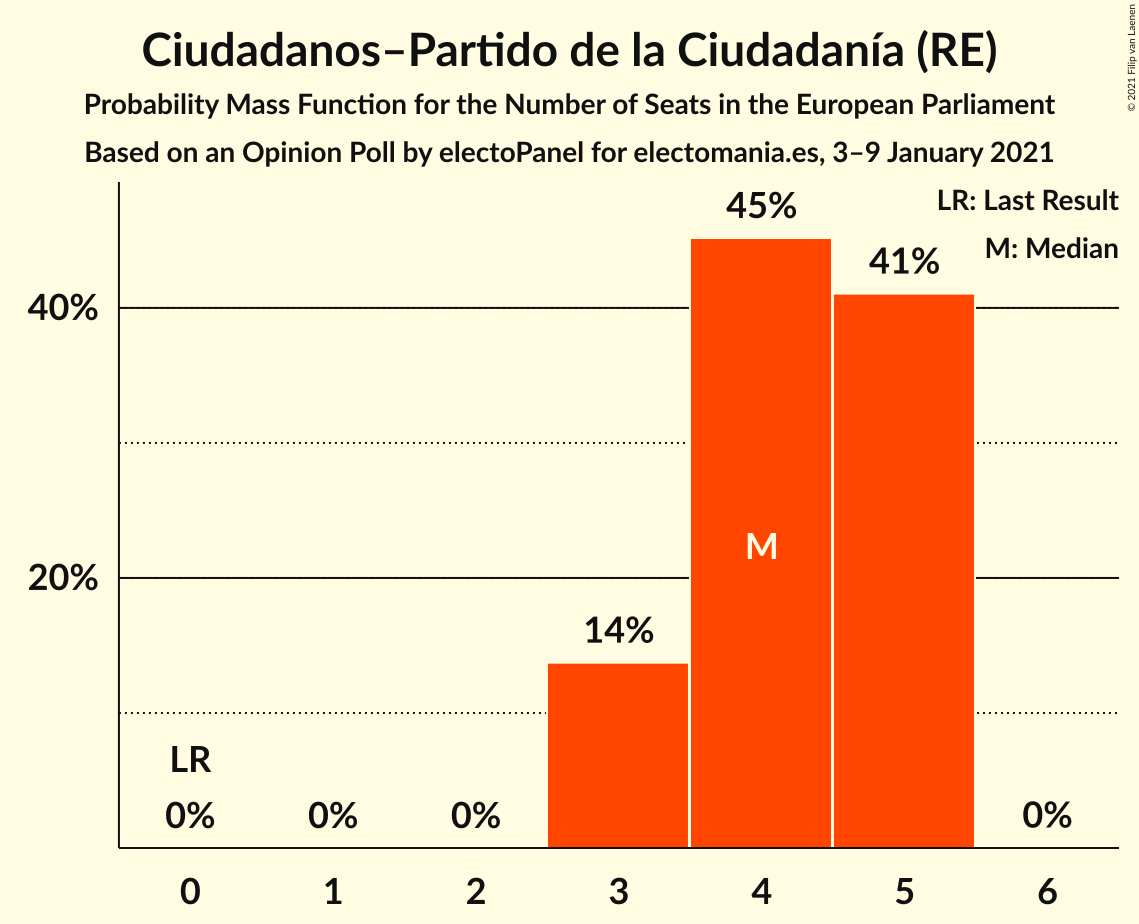 Ciudadanos–Partido de la Ciudadanía (RE)
Probability Mass Function for the Number of Seats in the European Parliament
Based on an Opinion Poll by electoPanel for electomania.es, 3–9 January 2021
© 2021 Filip van Laenen
LR: Last Result
M: Median
45%
41%
40%
M
20%
14%
LR
0%
0%
0%
0%
0
1
2
3
4
5
6